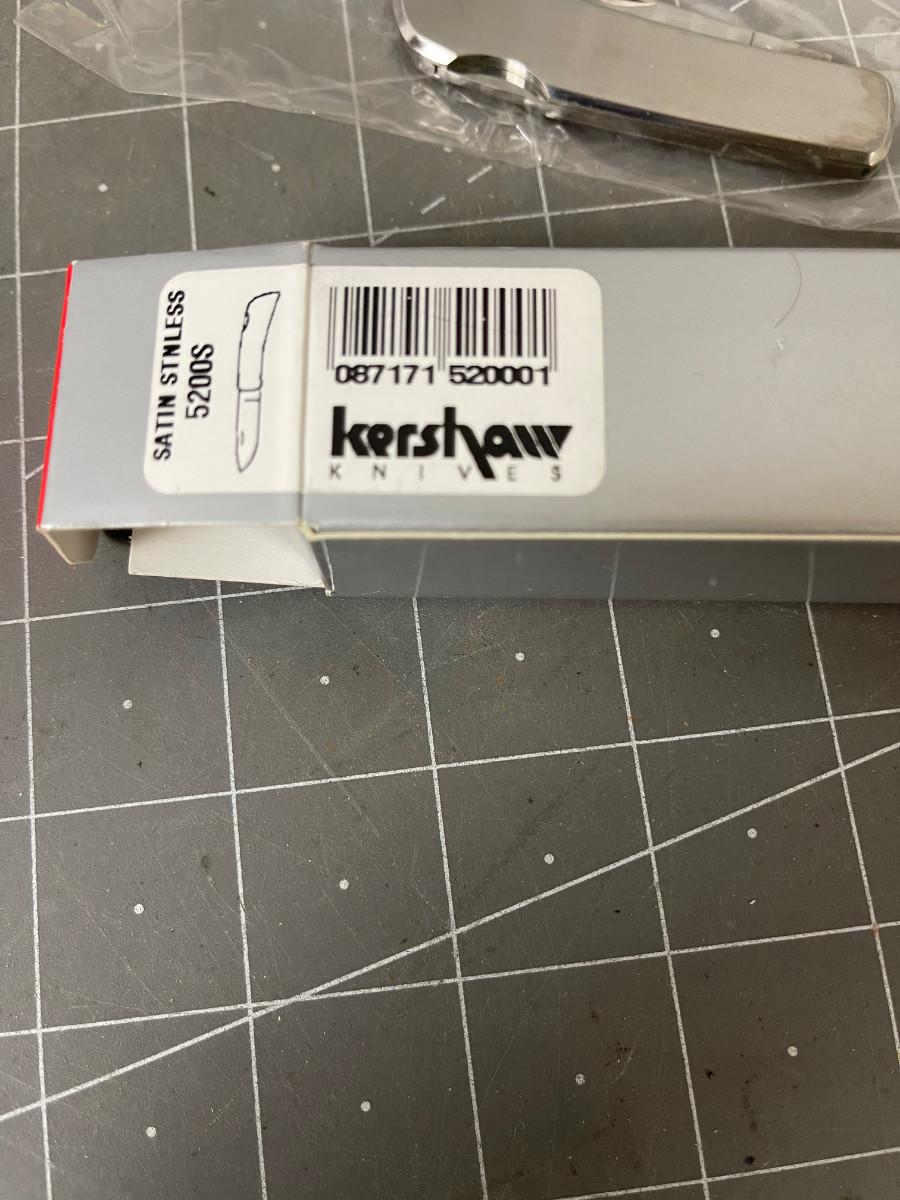 SATIN STNLESS
5200S
087171 520001
kershaw
KNIVES